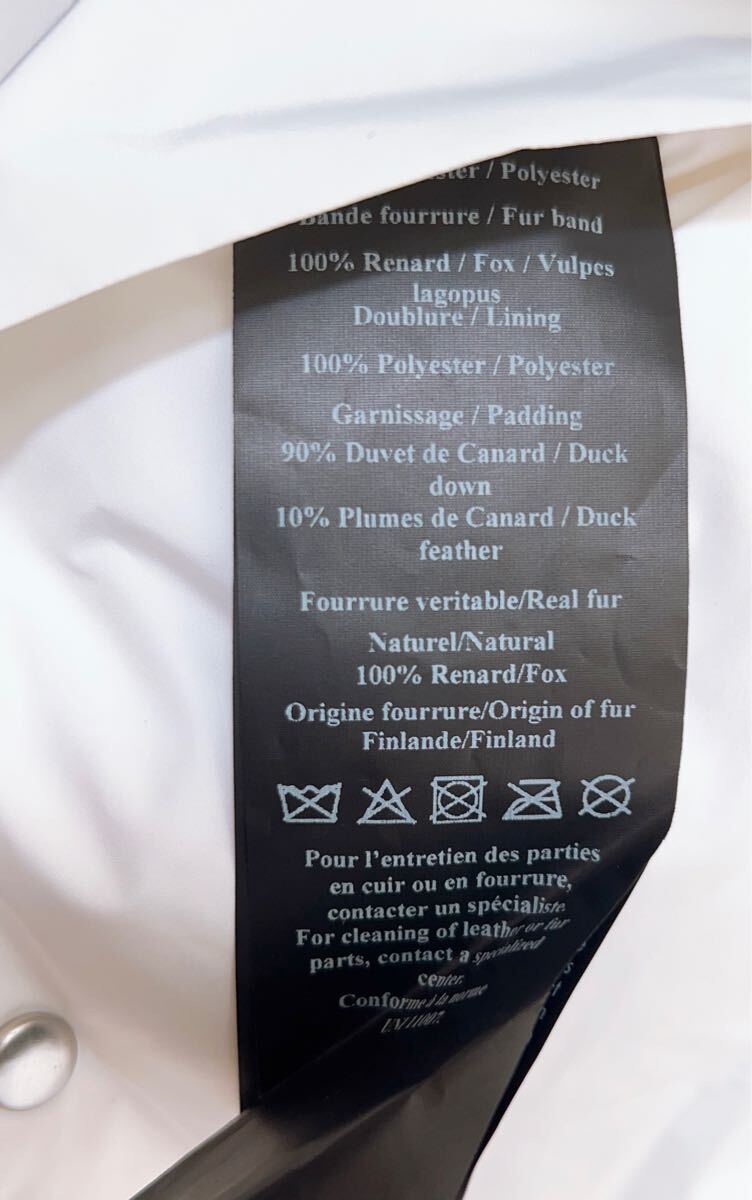 / Polyester
Bande fourrure / Fur band
100% Renard / Fox / Vulpes
lagopus
Doublure / Lining
100% Polyester / Polyester
Garnissage / Padding
90% Duvet de Canard / Duck
down
10% Plumes de Canard / Duck
feather
Fourrure veritable/Real fur
Naturel/Natural
100% Renard/Fox
Origine fourrure/Origin of fur
Finlande/Finland
Pour l'entretien des parties
en cuir ou en fourrure,
contacter un spécialiste.
For cleaning of leather or fur
parts, contact a specialized
center.
Conforme à la norme